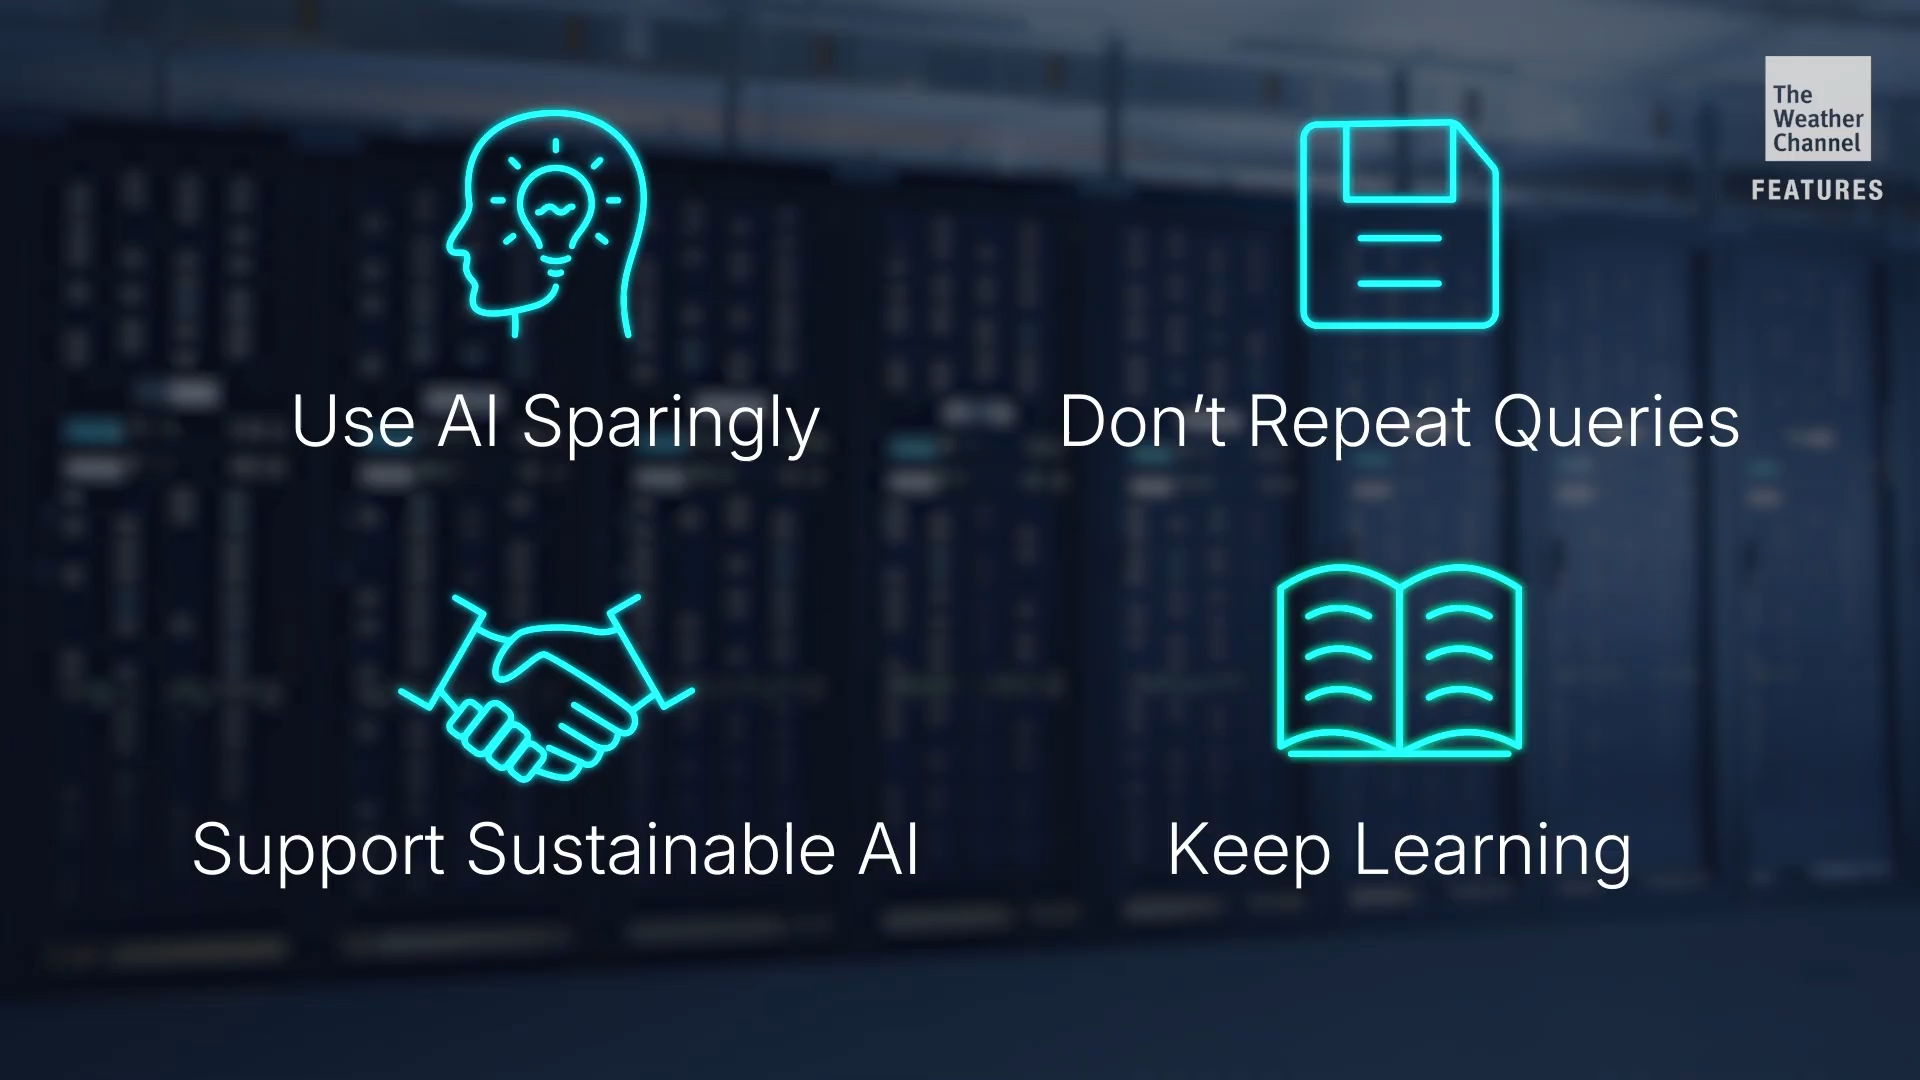 The
Weather
Channel
FEATURES
Use AI Sparingly
Don't Repeat Queries
Support Sustainable AI
Keep Learning